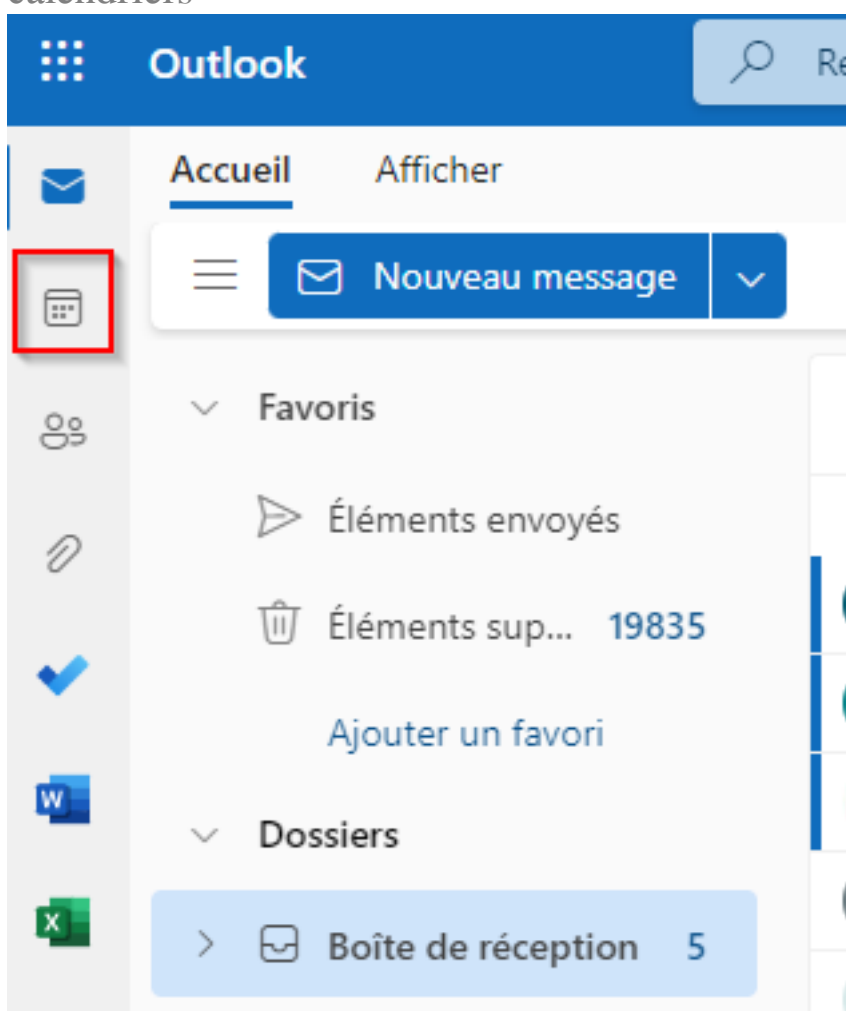 calendriers
Outlook
Accueil Afficher
Nouveau message
Favoris
Éléments envoyés
Éléments sup... 19835
Ajouter un favori
Dossiers
Boîte de réception 5